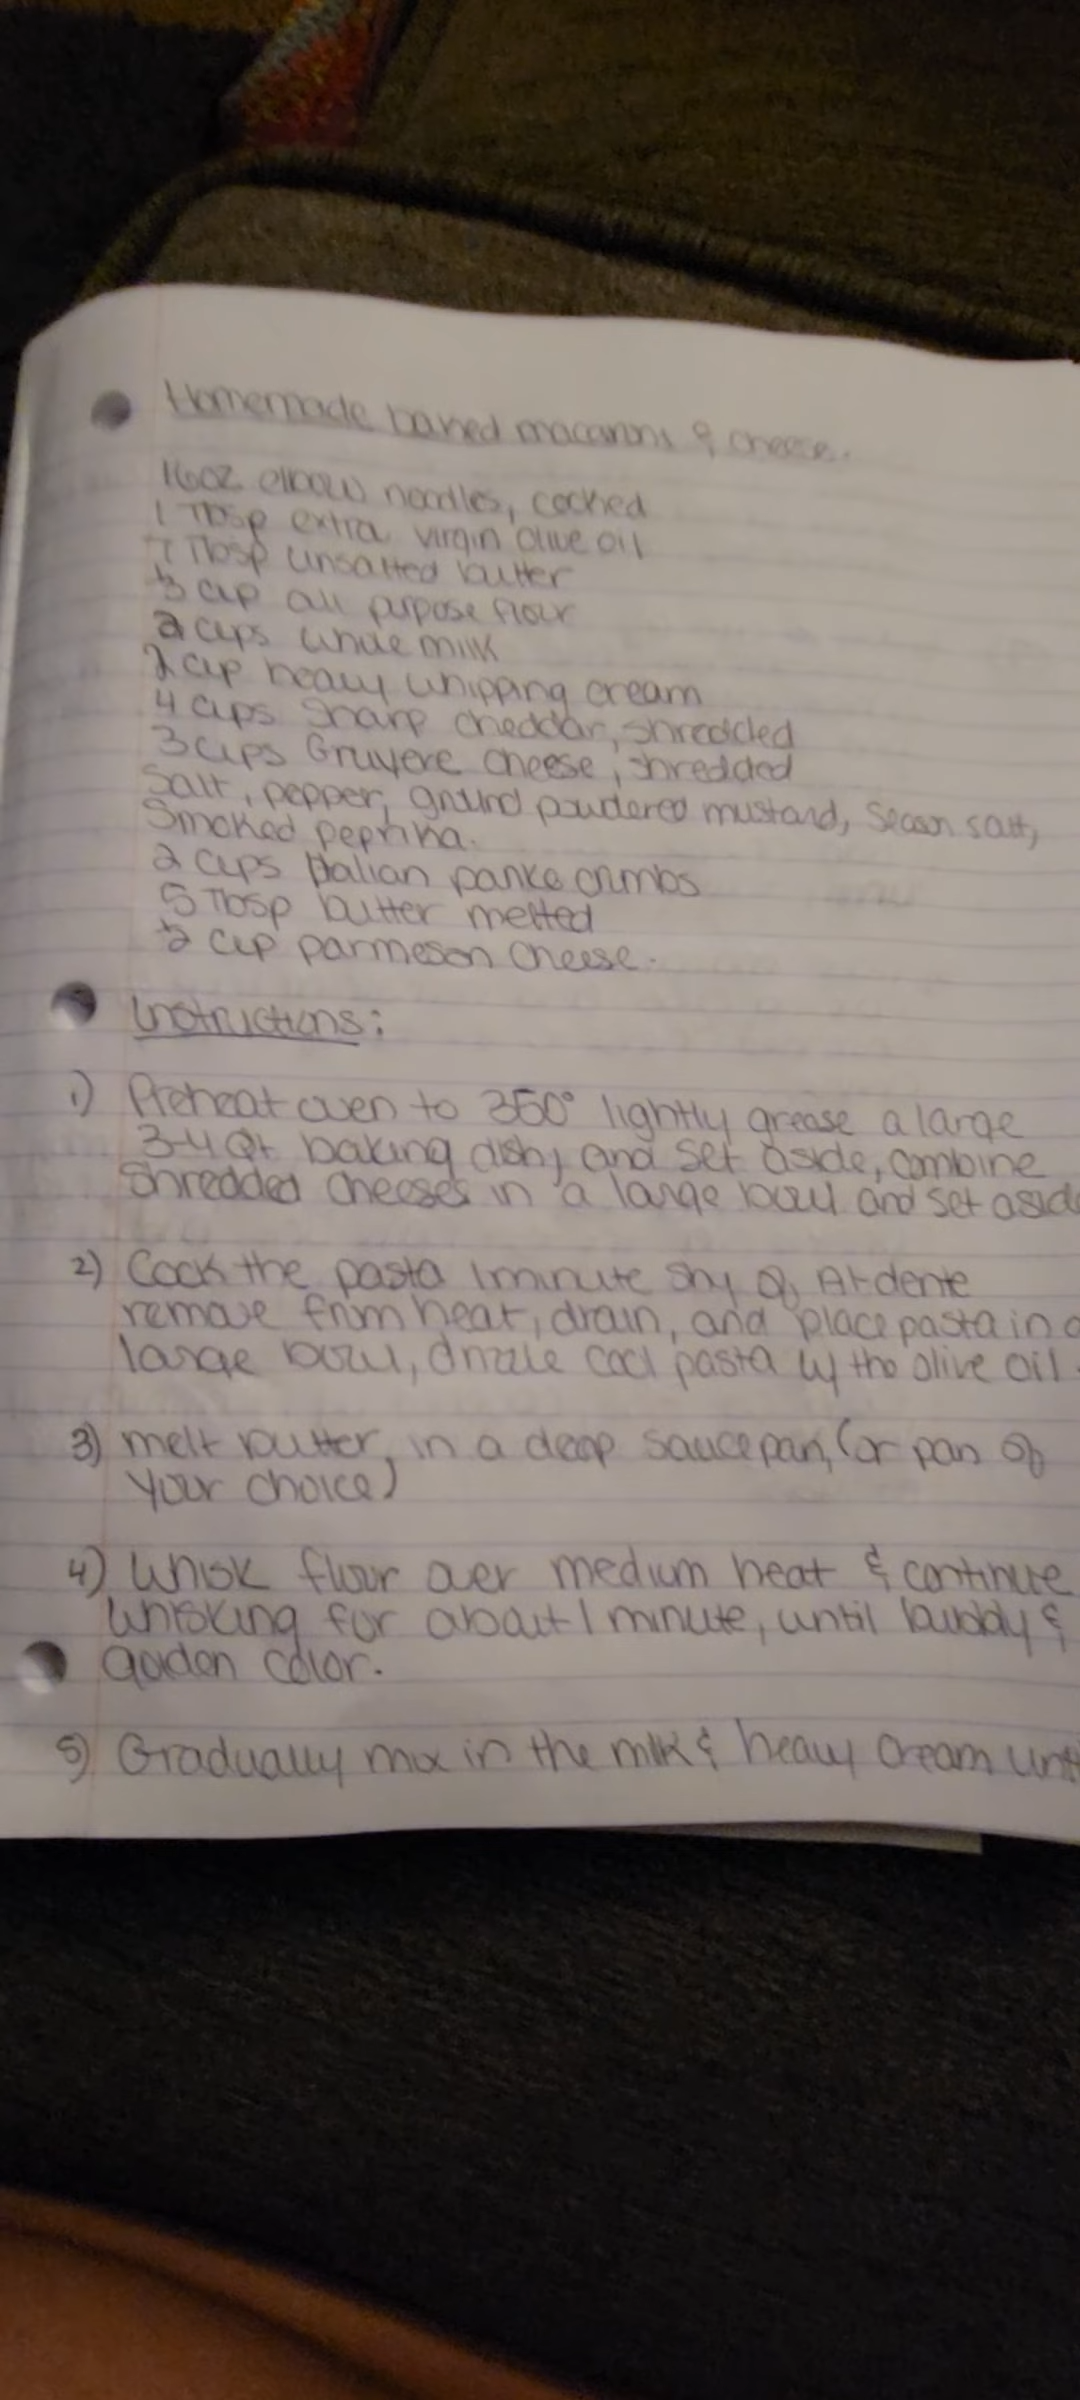 Homemade baked macaroni & cheese.
16oz elbow noodles, cooked
1 Tbsp extra virgin olive oil
7 Tbsp unsalted butter
1/3 cup all purpose flour
2 cups whole milk
2 cup heavy whipping cream
4 cups sharp cheddar, shredded
3 cups Gruyere cheese, shredded
Salt, pepper, ground powdered mustard, Season salt,
Smoked peprika.
2 cups Italian panko crumbs
5 Tbsp butter melted
1/2 cup parmeson cheese.
Instructions:
1) Preheat oven to 350° lightly grease a large
3-4 Qt baking dish, and set aside, combine
Shredded cheeses in a large bowl and set aside
2) Cook the pasta 1 minute shy of Al dente
remove from heat, drain, and place pasta in a
large bowl, drizzle cool pasta w/ the olive oil
3) melt butter, in a deep saucepan, (or pan of
your choice)
4) Whisk flour over medium heat & continue
whisking for about 1 minute, until bubbly &
golden color.
5) Gradually mix in the milk & heavy cream unti